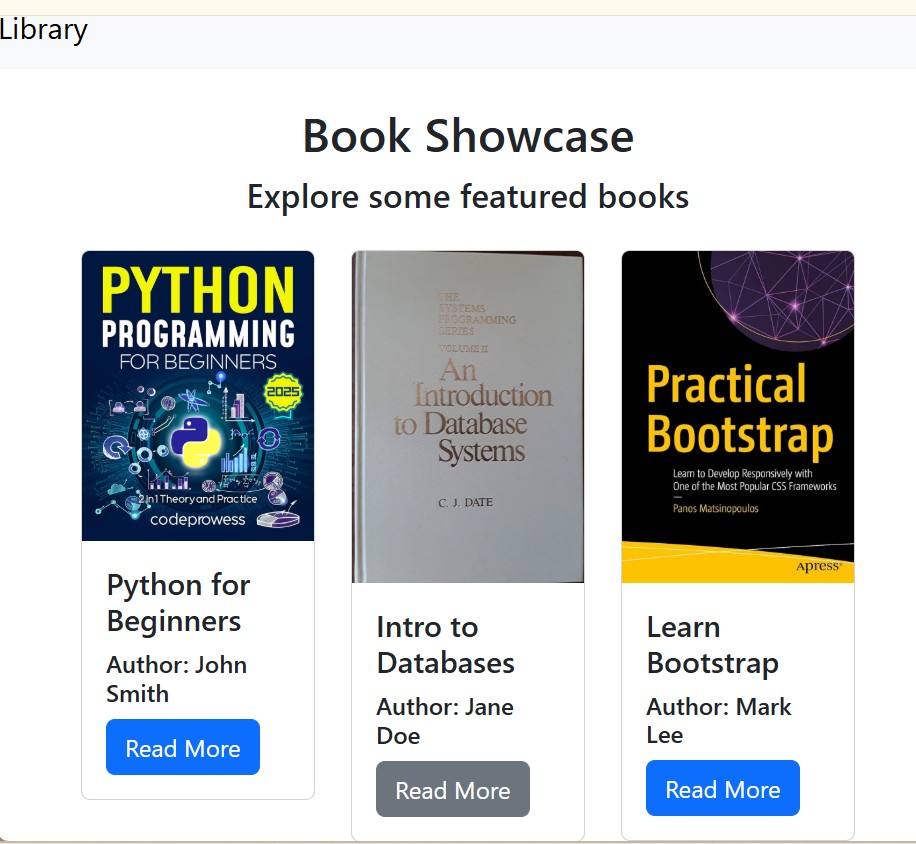 Library
Book Showcase
Explore some featured books
PYTHON
PROGRAMMING
FOR BEGINNERS
2025
2 in 1 Theory and Practice
codeprowess
Python for
Beginners
Author: John
Smith
Read More
THE
SYSTEMS
PROGRAMMING
SERIES
VOLUME II
An
Introduction
to Database
Systems
C. J. DATE
Intro to
Databases
Author: Jane
Doe
Read More
Practical
Bootstrap
Learn to Develop Responsively with
One of the Most Popular CSS Frameworks
—
Panos Matsinopoulos
Apress®
Learn
Bootstrap
Author: Mark
Lee
Read More